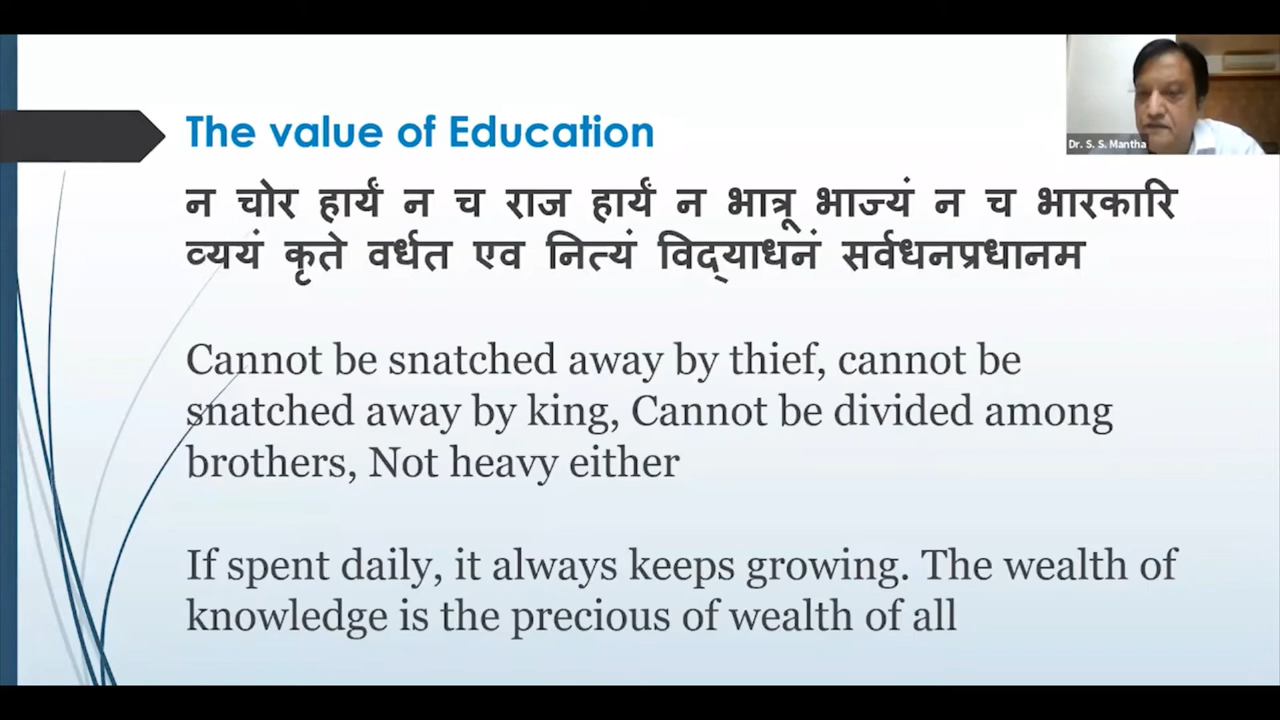 The value of Education
Dr. S. S. Mantha
न चोर हार्यं न च राज हार्यं न भात्रू भाज्यं न च भारकारि
व्ययं कृते वर्धत एव नित्यं विद्‌याधनं सर्वधनप्रधानम
Cannot be snatched away by thief, cannot be
snatched away by king, Cannot be divided among
brothers, Not heavy either
If spent daily, it always keeps growing. The wealth of
knowledge is the precious of wealth of all